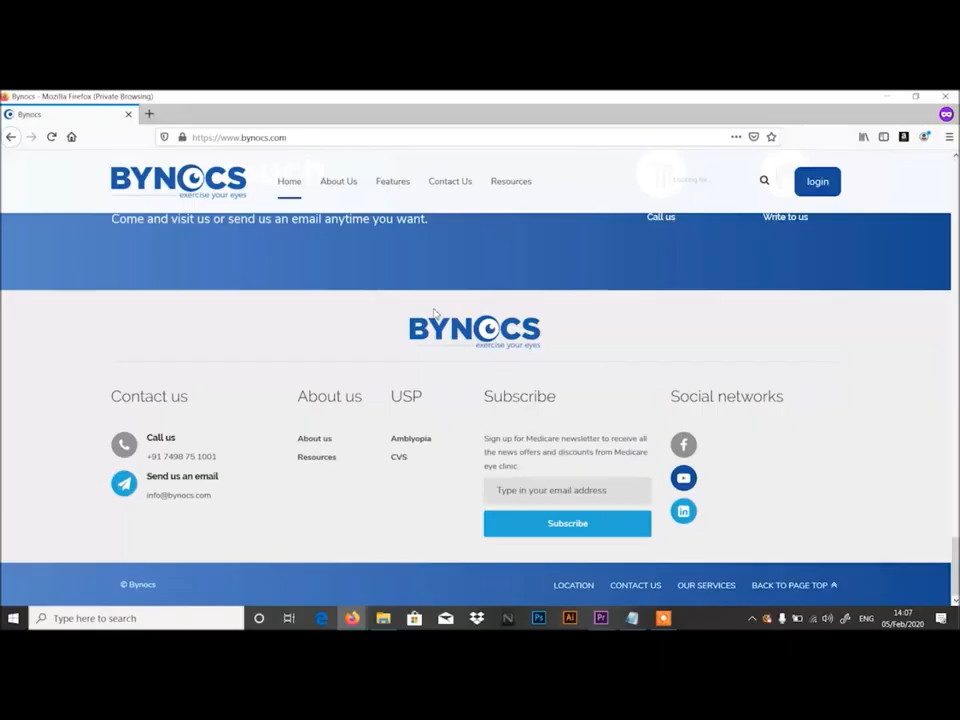 Bynocs - Mozilla Firefox (Private Browsing)
Bynocs
https://www.bynocs.com
BYNOCS
exercise your eyes
Home
About Us
Features
Contact Us
Resources
Looking for
login
Come and visit us or send us an email anytime you want.
Call us
Write to us
BYNOCS
exercise your eyes
Contact us
Call us
+91 7498 75 1001
Send us an email
info@bynocs.com
About us
About us
Resources
USP
Amblyopia
CVS
Subscribe
Sign up for Medicare newsletter to receive all
the news offers and discounts from Medicare
eye clinic.
Type in your email address
Subscribe
Social networks
© Bynocs
LOCATION
CONTACT US
OUR SERVICES
BACK TO PAGE TOP
Type here to search
ENG
14:07
05/Feb/2020